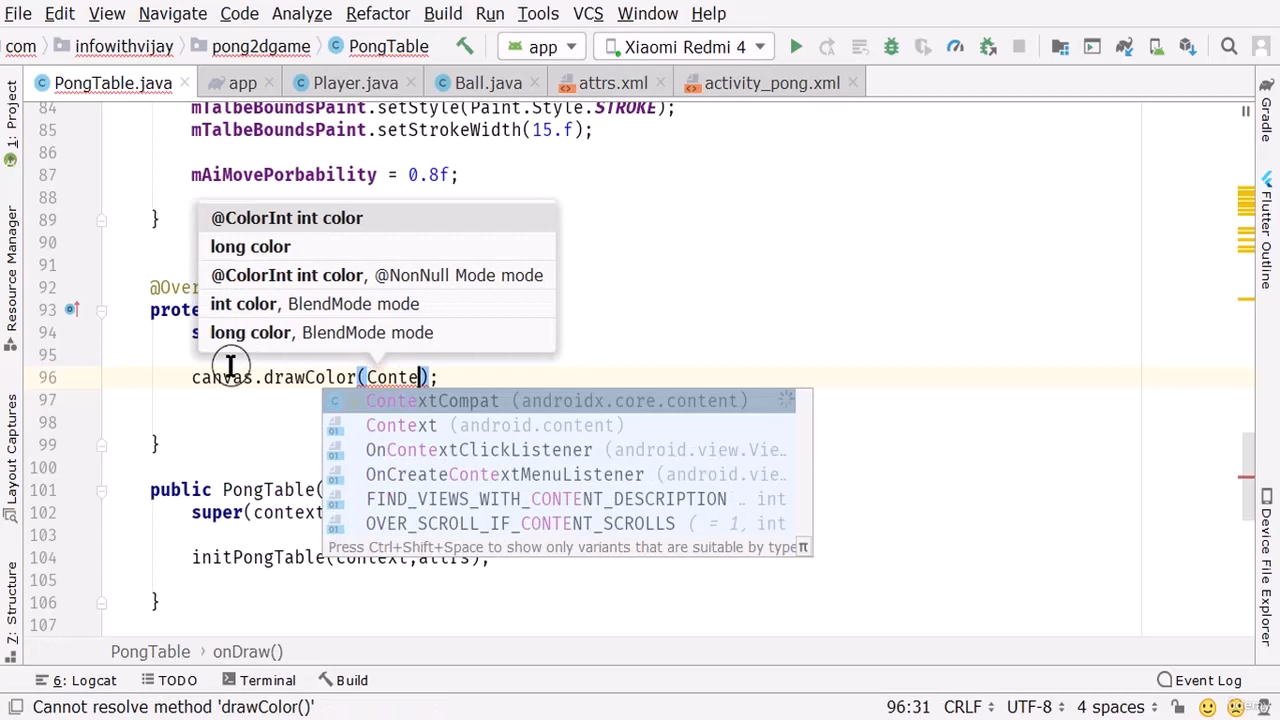 File Edit View Navigate Code Analyze Refactor Build Run Tools VCS Window Help
com infowithvijay pong2dgame PongTable app Xiaomi Redmi 4
PongTable.java app Player.java Ball.java attrs.xml activity_pong.xml
84 mTalbeBoundsPaint.setStyle(Paint.Style.STROKE);
85 mTalbeBoundsPaint.setStrokeWidth(15.f);
86
87 mAiMovePorbability = 0.8f;
88
89 }
90
91
92 @Over
93 prote
94 s
95
96 canvas.drawColor(Conte);
97
98
99 }
100
101 public PongTable(
102 super(context
103
104 initPongTable(context,attrs);
105
106 }
107
@ColorInt int color
long color
@ColorInt int color, @NonNull Mode mode
int color, BlendMode mode
long color, BlendMode mode
ContextCompat (androidx.core.content)
Context (android.content)
OnContextClickListener (android.view.Vie…
OnCreateContextMenuListener (android.vie…
FIND_VIEWS_WITH_CONTENT_DESCRIPTION … int
OVER_SCROLL_IF_CONTENT_SCROLLS ( = 1, int
Press Ctrl+Shift+Space to show only variants that are suitable by type π
1: Project
Resource Manager
Layout Captures
7: Structure
Gradle
Flutter Outline
Device File Explorer
PongTable › onDraw()
6: Logcat TODO Terminal Build Event Log
Cannot resolve method 'drawColor()' 96:31 CRLF UTF-8 4 spaces